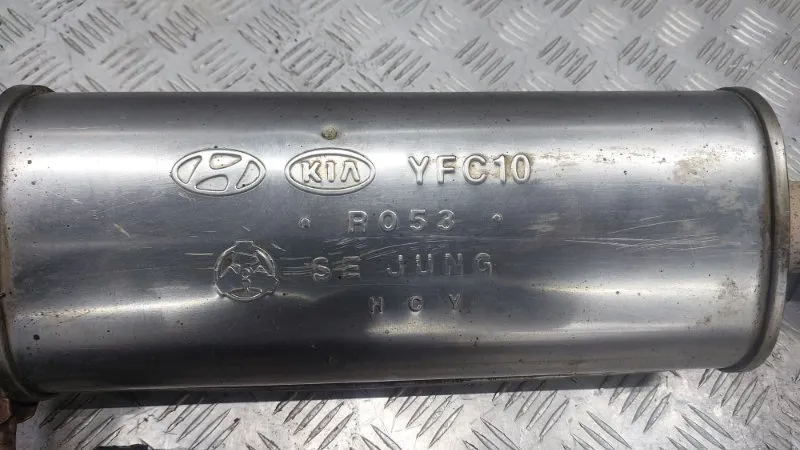 KIA YFC10
R053
SE JUNG
HCY